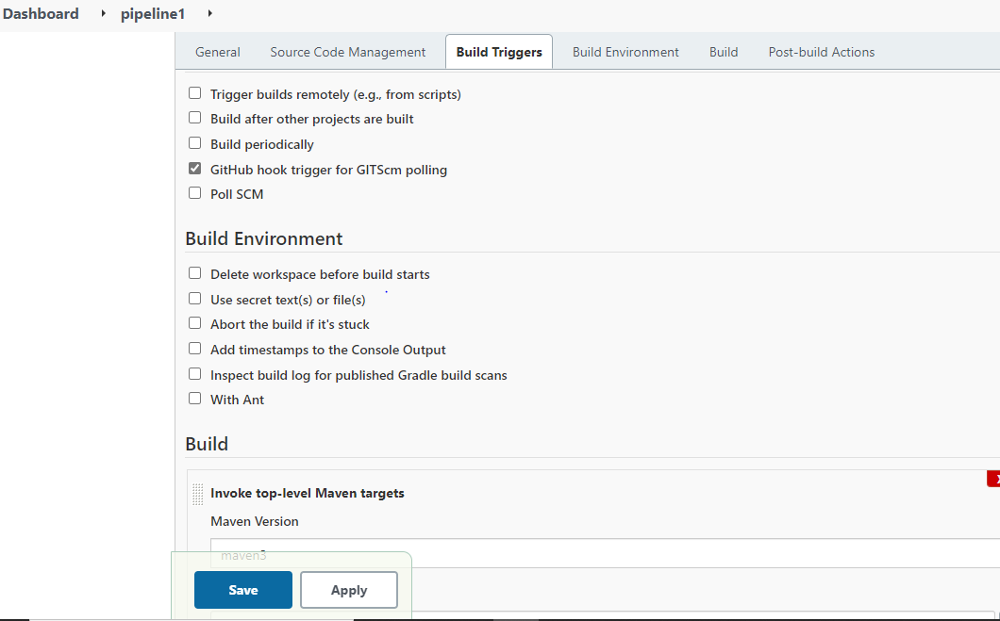 Dashboard pipeline1
General Source Code Management Build Triggers Build Environment Build Post-build Actions
Trigger builds remotely (e.g., from scripts)
Build after other projects are built
Build periodically
GitHub hook trigger for GITScm polling
Poll SCM
Build Environment
Delete workspace before build starts
Use secret text(s) or file(s)
Abort the build if it's stuck
Add timestamps to the Console Output
Inspect build log for published Gradle build scans
With Ant
Build
Invoke top-level Maven targets
Maven Version
maven3
Save Apply